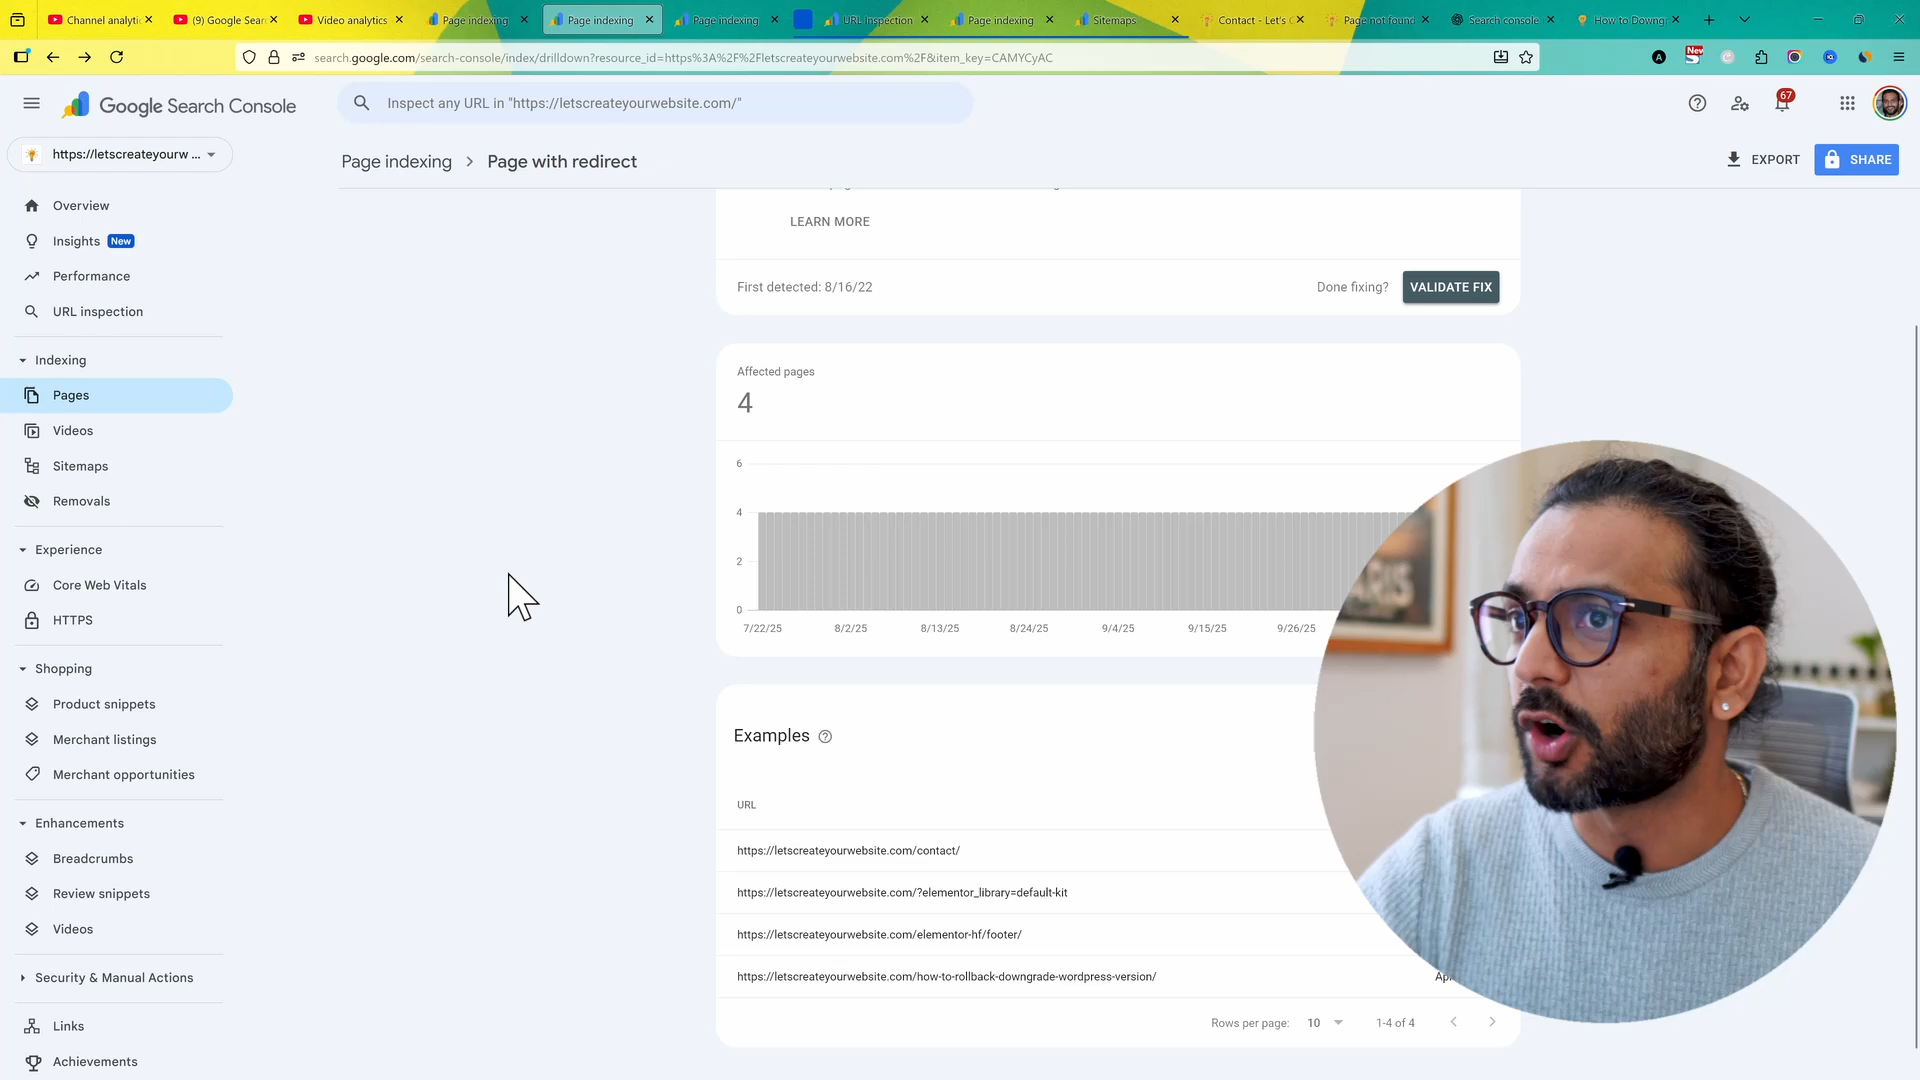 Channel analytic
(9) Google Sear
Video analytics
Page indexing
Page indexing
Page indexing
URL Inspection
Page indexing
Sitemaps
Contact - Let's C
Page not found
Search console
How to Downg
search.google.com/search-console/index/drilldown?resource_id=https%3A%2F%2Fletscreateyourwebsite.com%2F&item_key=CAMYCyAC
New
Google Search Console
Inspect any URL in "https://letscreateyourwebsite.com/"
67
https://letscreateyourw ...
Page indexing > Page with redirect
EXPORT
SHARE
Overview
Insights New
Performance
URL inspection
Indexing
Pages
Videos
Sitemaps
Removals
Experience
Core Web Vitals
HTTPS
Shopping
Product snippets
Merchant listings
Merchant opportunities
Enhancements
Breadcrumbs
Review snippets
Videos
Security & Manual Actions
Links
Achievements
LEARN MORE
First detected: 8/16/22
Done fixing? VALIDATE FIX
Affected pages
4
6
4
2
0
7/22/25 8/2/25 8/13/25 8/24/25 9/4/25 9/15/25 9/26/25
Examples
URL
https://letscreateyourwebsite.com/contact/
https://letscreateyourwebsite.com/?elementor_library=default-kit
https://letscreateyourwebsite.com/elementor-hf/footer/
https://letscreateyourwebsite.com/how-to-rollback-downgrade-wordpress-version/
Rows per page: 10 1-4 of 4